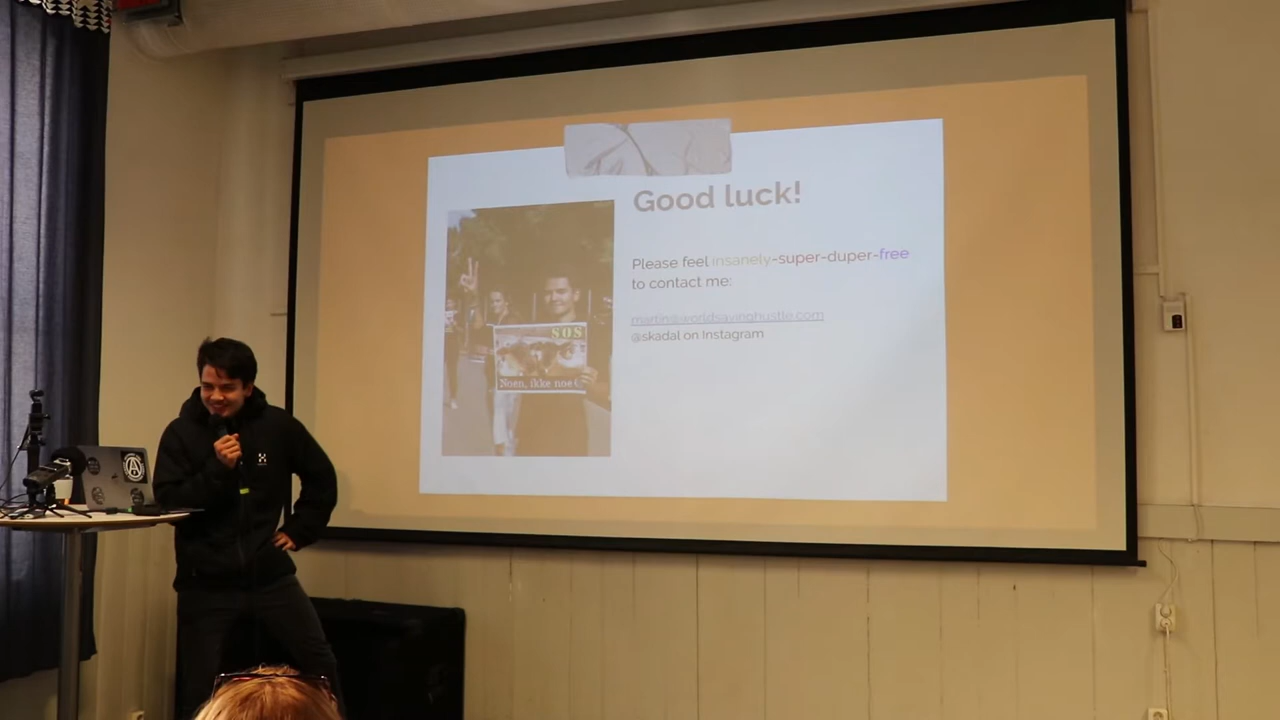 Good luck!
Please feel insanely-super-duper-free
to contact me:
martin@worldsavinghustle.com
@skadal on Instagram
SOS
Noen, ikke noe